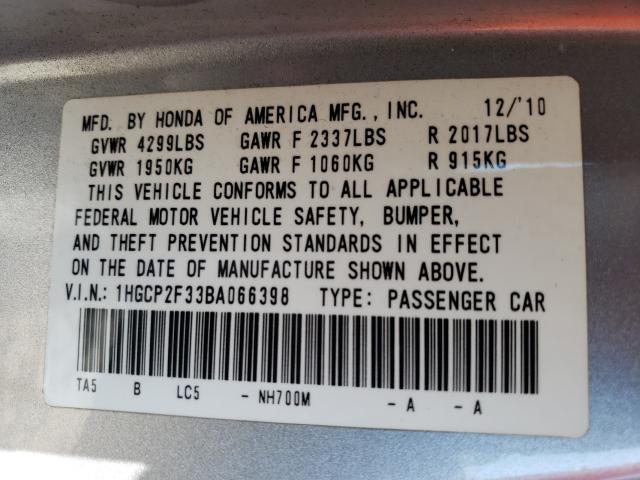 MFD. BY HONDA OF AMERICA MFG., INC. 12/'10
GVWR 4299LBS GAWR F 2337LBS R 2017LBS
GVWR 1950KG GAWR F 1060KG R 915KG
THIS VEHICLE CONFORMS TO ALL APPLICABLE
FEDERAL MOTOR VEHICLE SAFETY, BUMPER,
AND THEFT PREVENTION STANDARDS IN EFFECT
ON THE DATE OF MANUFACTURE SHOWN ABOVE.
V.I.N.: 1HGCP2F33BA066398 TYPE: PASSENGER CAR
TA5 B LC5 - NH700M - A - A